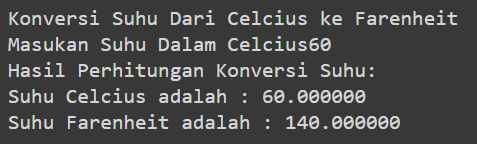 Konversi Suhu Dari Celcius ke Farenheit
Masukan Suhu Dalam Celcius60
Hasil Perhitungan Konversi Suhu:
Suhu Celcius adalah : 60.000000
Suhu Farenheit adalah : 140.000000